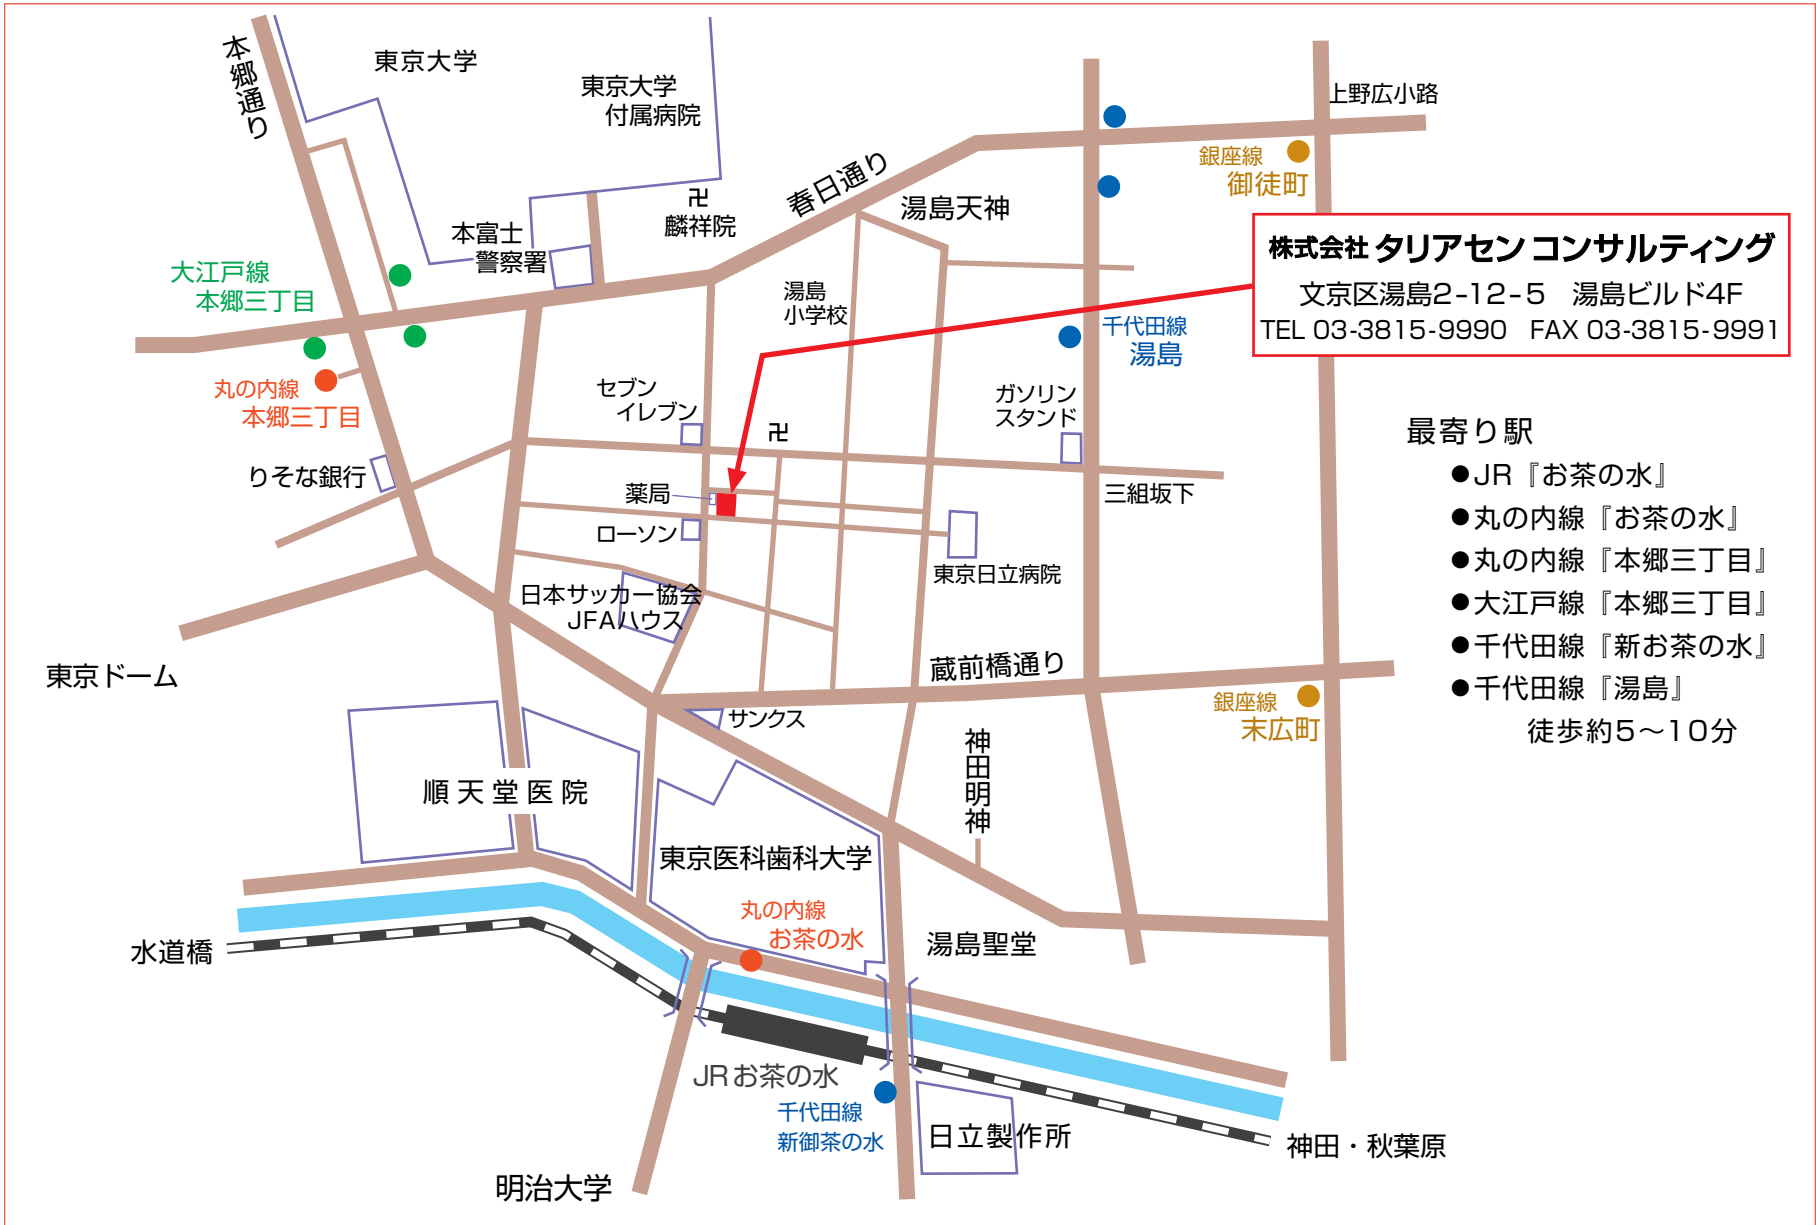 本郷通り
東京大学
東京大学
付属病院
上野広小路
銀座線
御徒町
春日通り
湯島天神
卍
麟祥院
本富士
警察署
大江戸線
本郷三丁目
株式会社 タリアセン コンサルティング
文京区湯島2-12-5　湯島ビルド4F
TEL 03-3815-9990　FAX 03-3815-9991
湯島
小学校
千代田線
湯島
丸の内線
本郷三丁目
セブン
イレブン
ガソリン
スタンド
卍
りそな銀行
薬局
ローソン
三組坂下
東京日立病院
日本サッカー協会
JFAハウス
最寄り駅
●JR『お茶の水』
●丸の内線『お茶の水』
●丸の内線『本郷三丁目』
●大江戸線『本郷三丁目』
●千代田線『新お茶の水』
●千代田線『湯島』
徒歩約5〜10分
東京ドーム
蔵前橋通り
銀座線
末広町
サンクス
神田明神
順天堂医院
東京医科歯科大学
丸の内線
お茶の水
湯島聖堂
水道橋
JRお茶の水
千代田線
新御茶の水
日立製作所
神田・秋葉原
明治大学